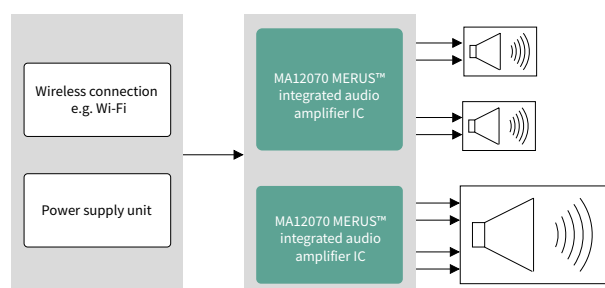 Wireless connection
e.g. Wi-Fi
Power supply unit
MA12070 MERUS™
integrated audio
amplifier IC
MA12070 MERUS™
integrated audio
amplifier IC